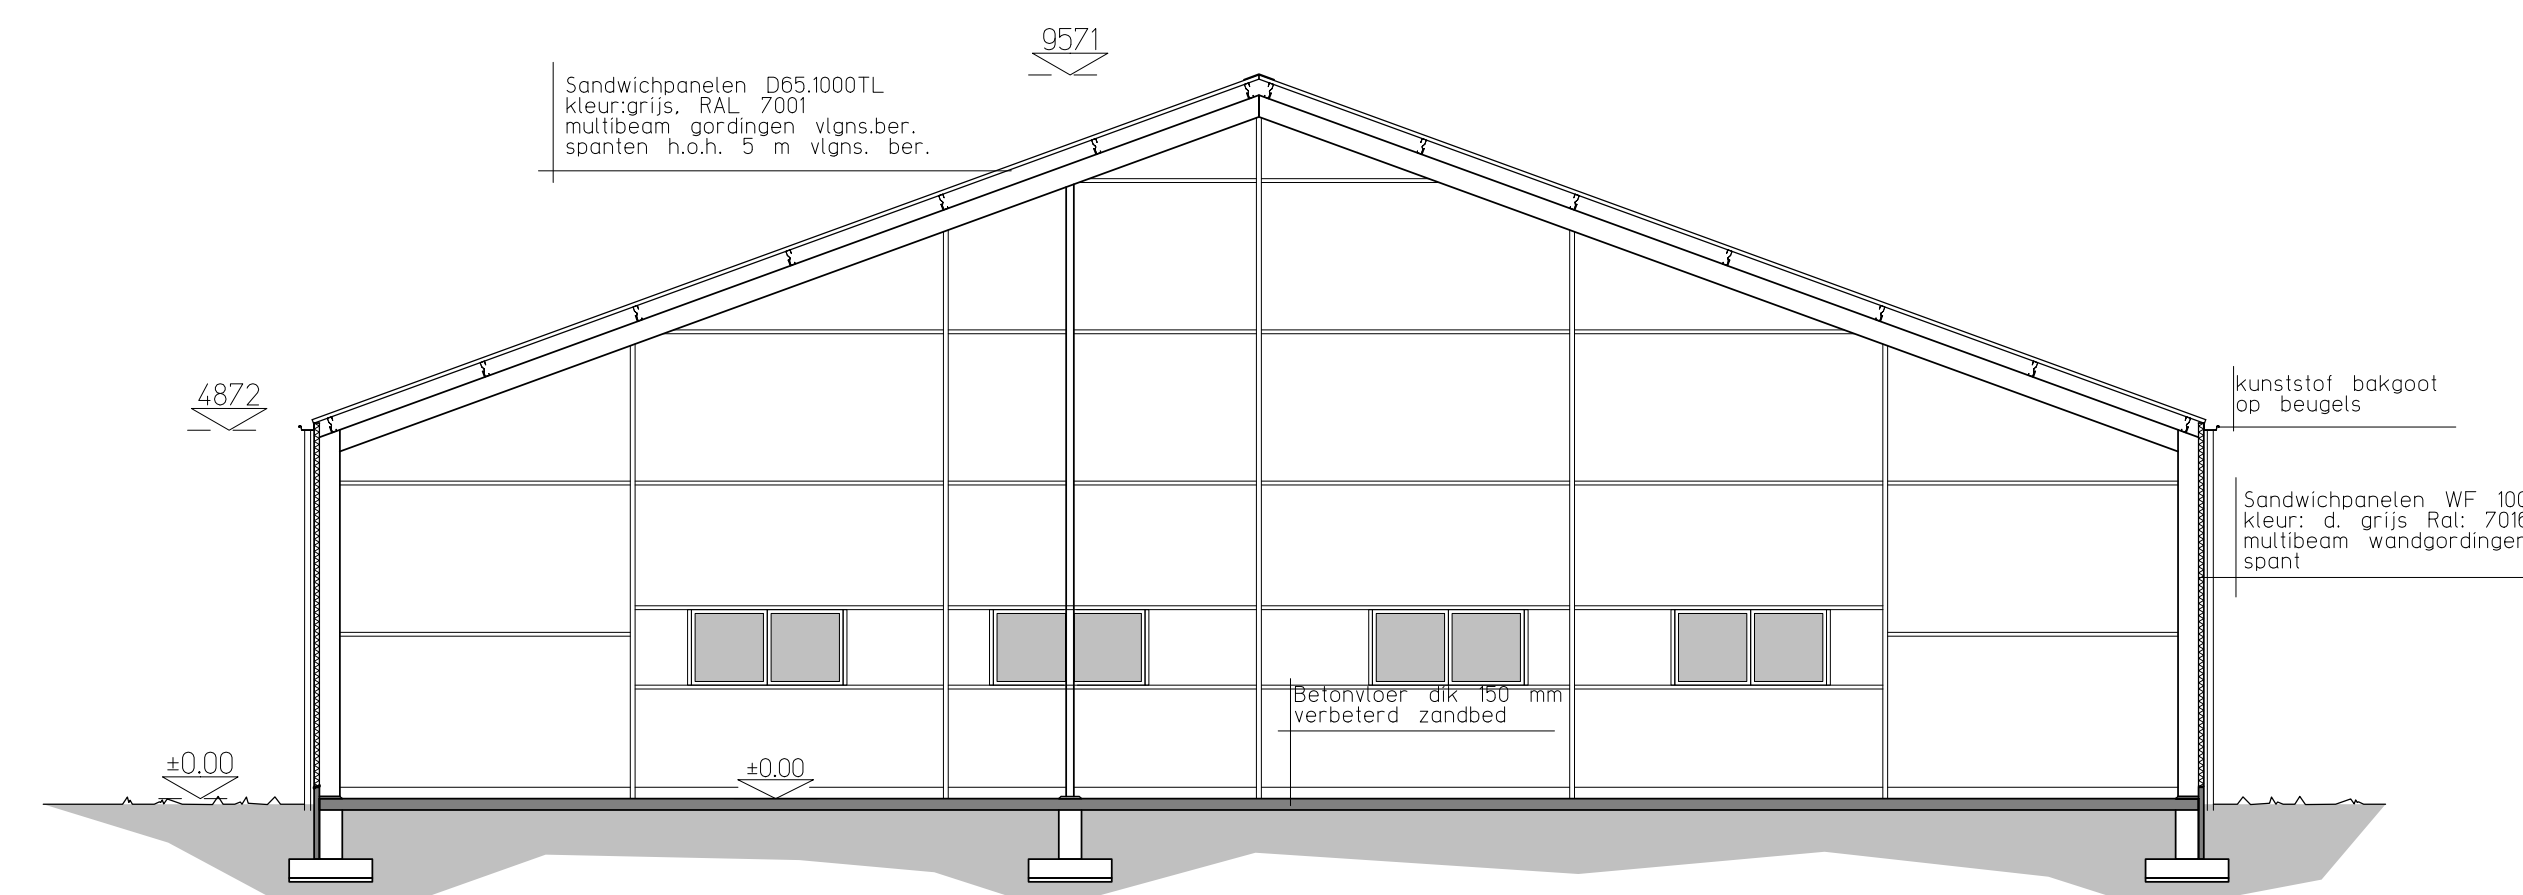 9571
Sandwichpanelen D65.1000TL
kleur:grijs, RAL 7001
multibeam gordingen vlgns.ber.
spanten h.o.h. 5 m vlgns. ber.
4872
kunststof bakgoot
op beugels
Sandwichpanelen WF
kleur: d. grijs Ral: 7016
multibeam wandgordingen
spant
Betonvloer dik 150 mm
verbeterd zandbed
±0.00
±0.00